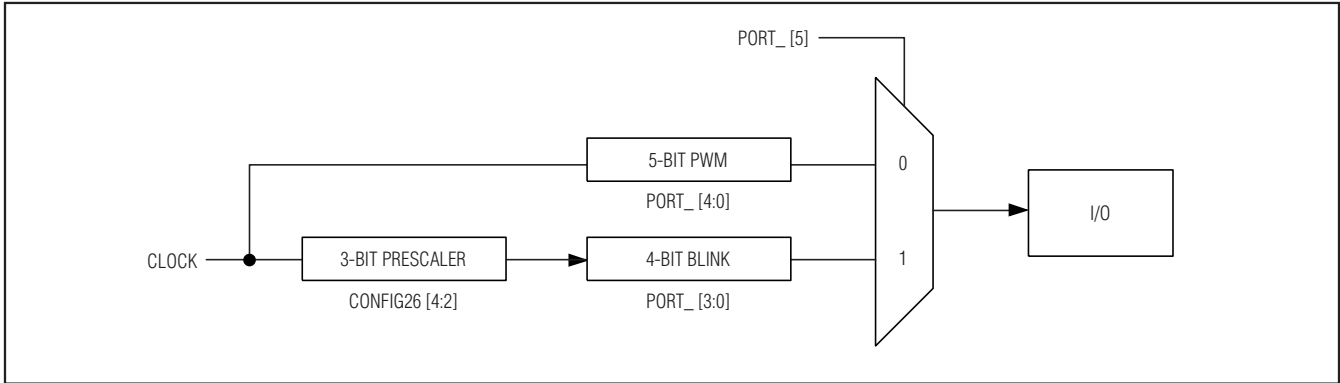 PORT_ [5]
5-BIT PWM
0
PORT_ [4:0]
I/O
CLOCK
3-BIT PRESCALER
4-BIT BLINK
1
CONFIG26 [4:2]
PORT_ [3:0]